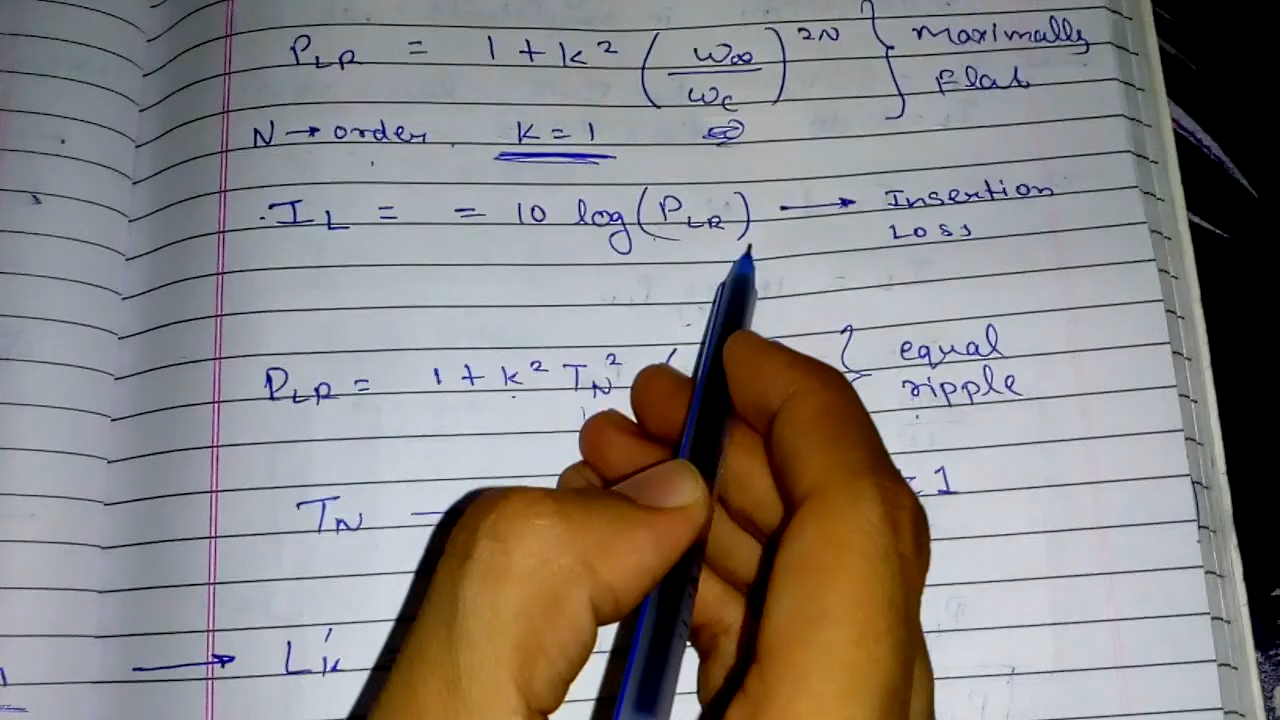 P_LR = 1 + k² (ω∞ / ωc)^2N } Maximally Flat
N → order k = 1
I_L = = 10 log (P_LR) → Insertion Loss
P_LR = 1 + k² T_N² ( { equal ripple
T_N — 1
→ L'k